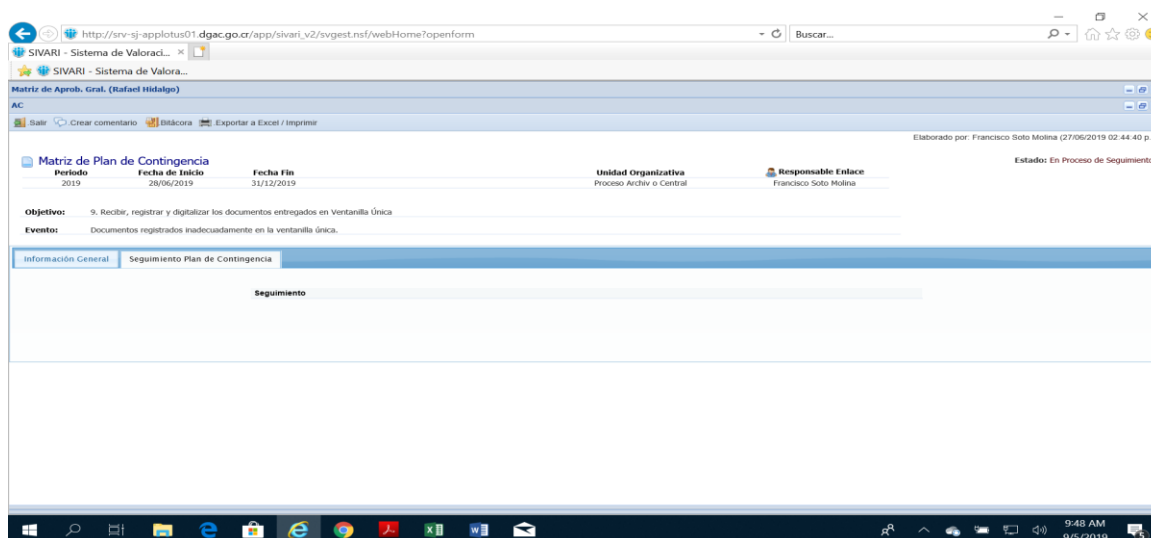 http://srv-sj-applotus01.dgac.go.cr/app/sivari_v2/svgest.nsf/webHome?openform
Buscar...
SIVARI - Sistema de Valoraci...
SIVARI - Sistema de Valora...
Matriz de Aprob. Gral. (Rafael Hidalgo)
AC
Salir Crear comentario Bitácora Exportar a Excel / Imprimir
Elaborado por: Francisco Soto Molina (27/06/2019 02:44:40 p.
Matriz de Plan de Contingencia Estado: En Proceso de Seguimiento
Periodo Fecha de Inicio Fecha Fin Unidad Organizativa Responsable Enlace
2019 28/06/2019 31/12/2019 Proceso Archiv o Central Francisco Soto Molina
Objetivo: 9. Recibir, registrar y digitalizar los documentos entregados en Ventanilla Única
Evento: Documentos registrados inadecuadamente en la ventanilla única.
Información General Seguimiento Plan de Contingencia
Seguimiento
9:48 AM
9/5/2019